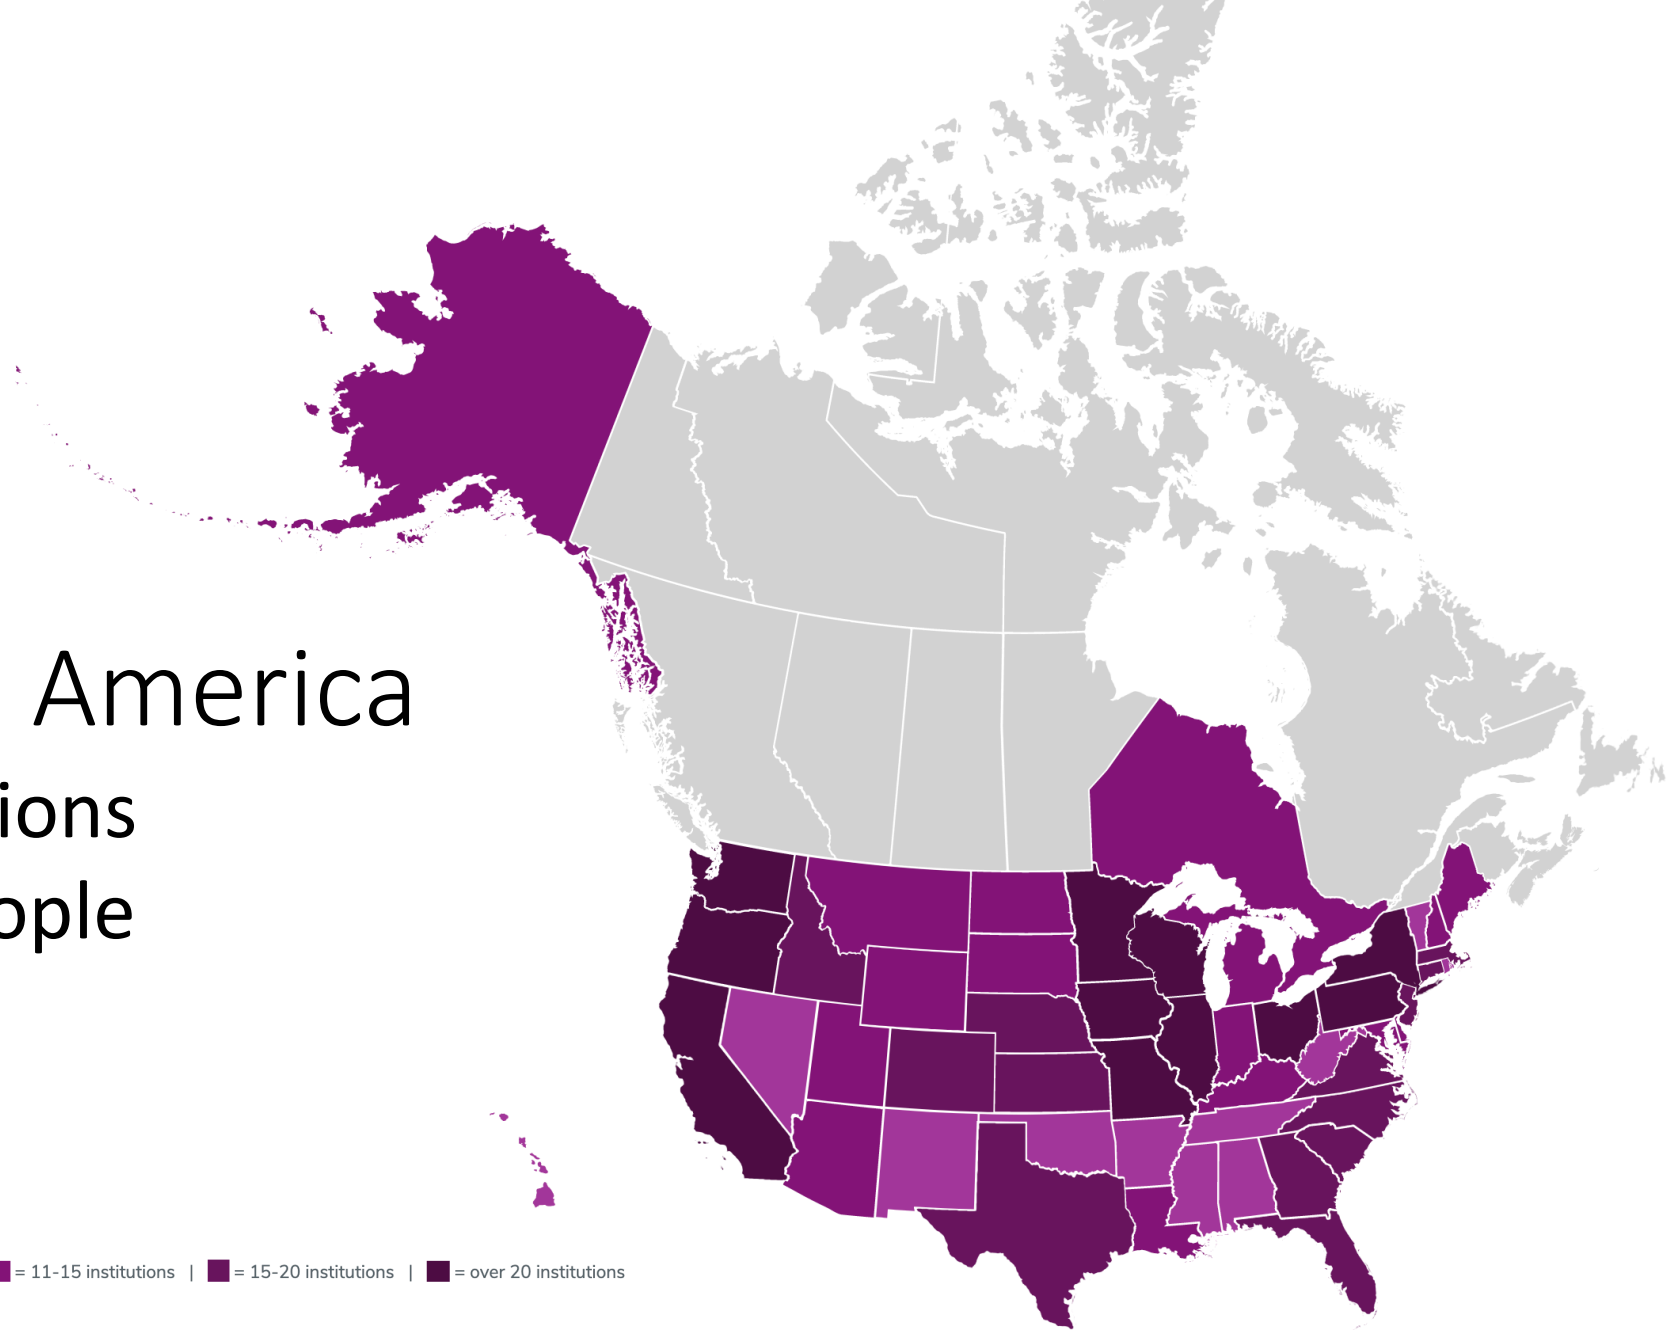 America
ions
ople
= 11-15 institutions | = 15-20 institutions | = over 20 institutions